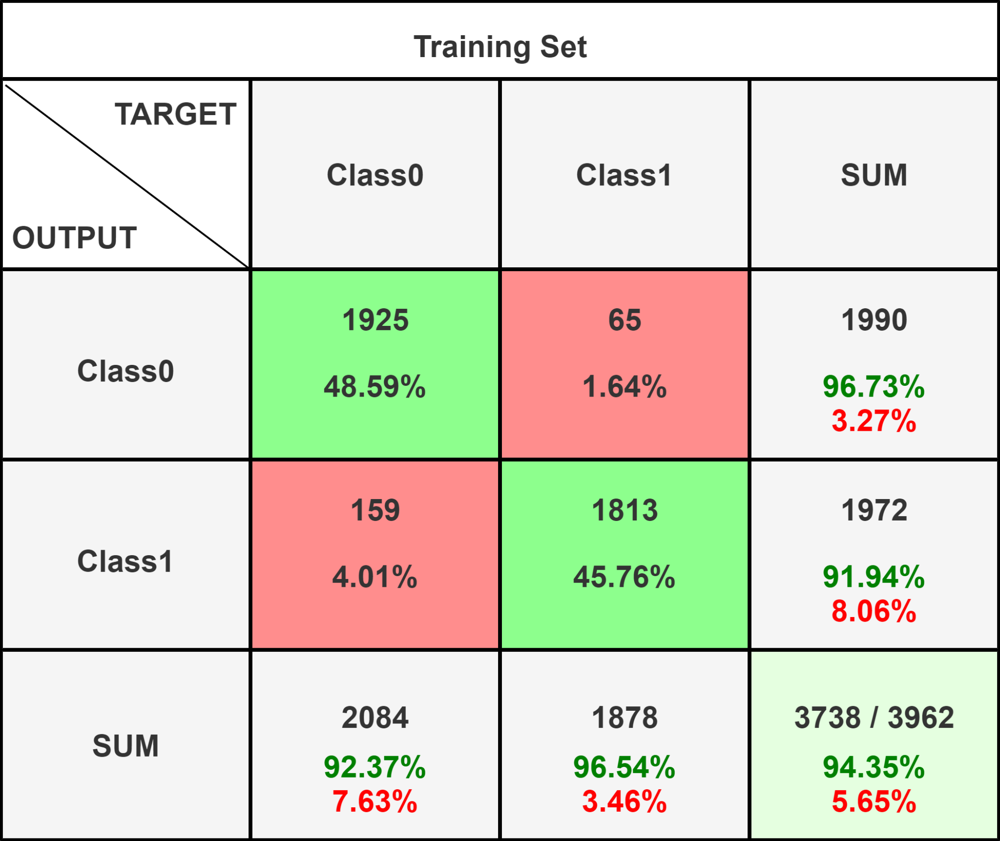 Training Set
TARGET
OUTPUT
Class0
Class1
SUM
Class0
1925
48.59%
65
1.64%
1990
96.73%
3.27%
Class1
159
4.01%
1813
45.76%
1972
91.94%
8.06%
SUM
2084
92.37%
7.63%
1878
96.54%
3.46%
3738 / 3962
94.35%
5.65%